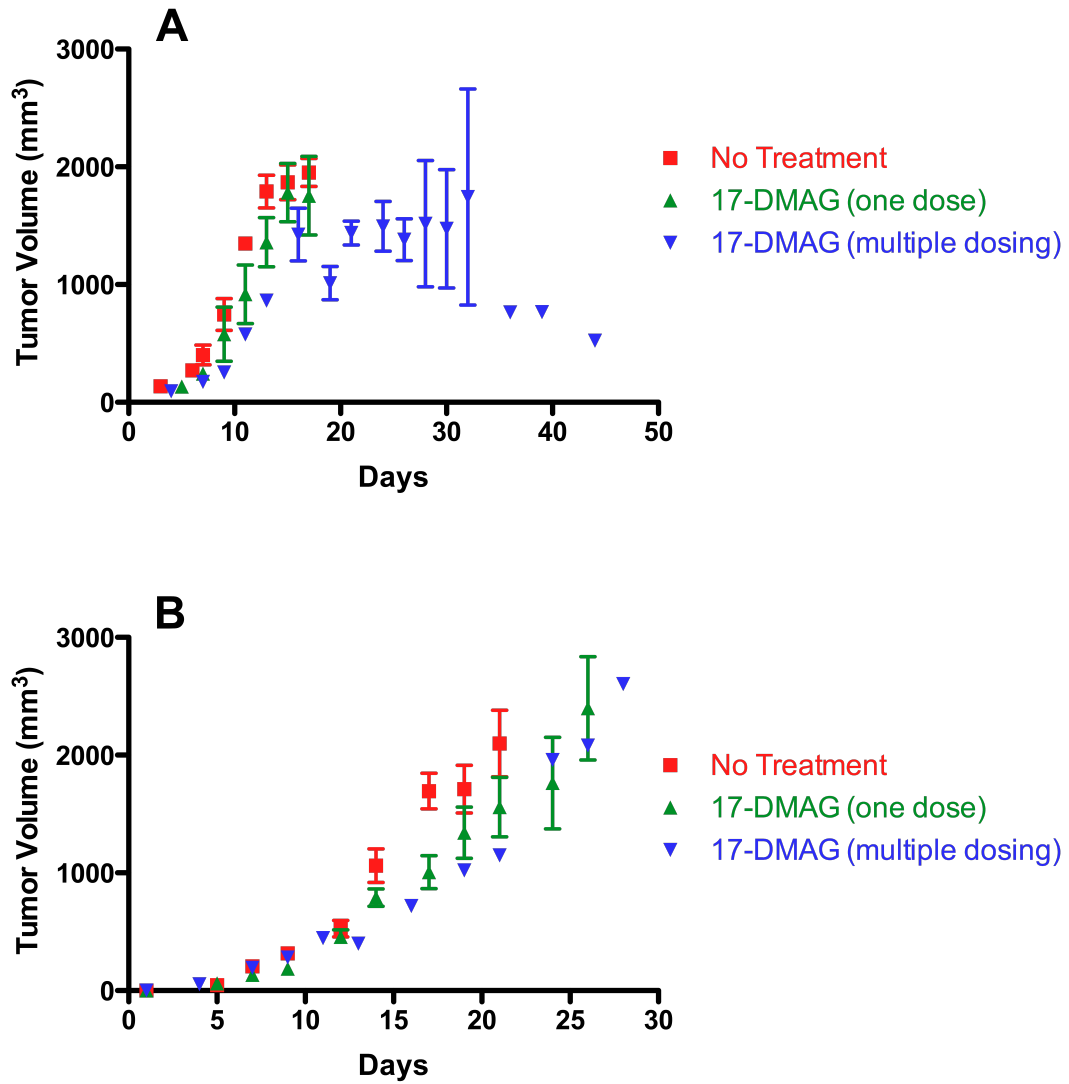 A
3000
2000
1000
0
Tumor Volume (mm³)
0 10 20 30 40 50
Days
No Treatment
17-DMAG (one dose)
17-DMAG (multiple dosing)
B
3000
2000
1000
0
Tumor Volume (mm³)
0 5 10 15 20 25 30
Days
No Treatment
17-DMAG (one dose)
17-DMAG (multiple dosing)